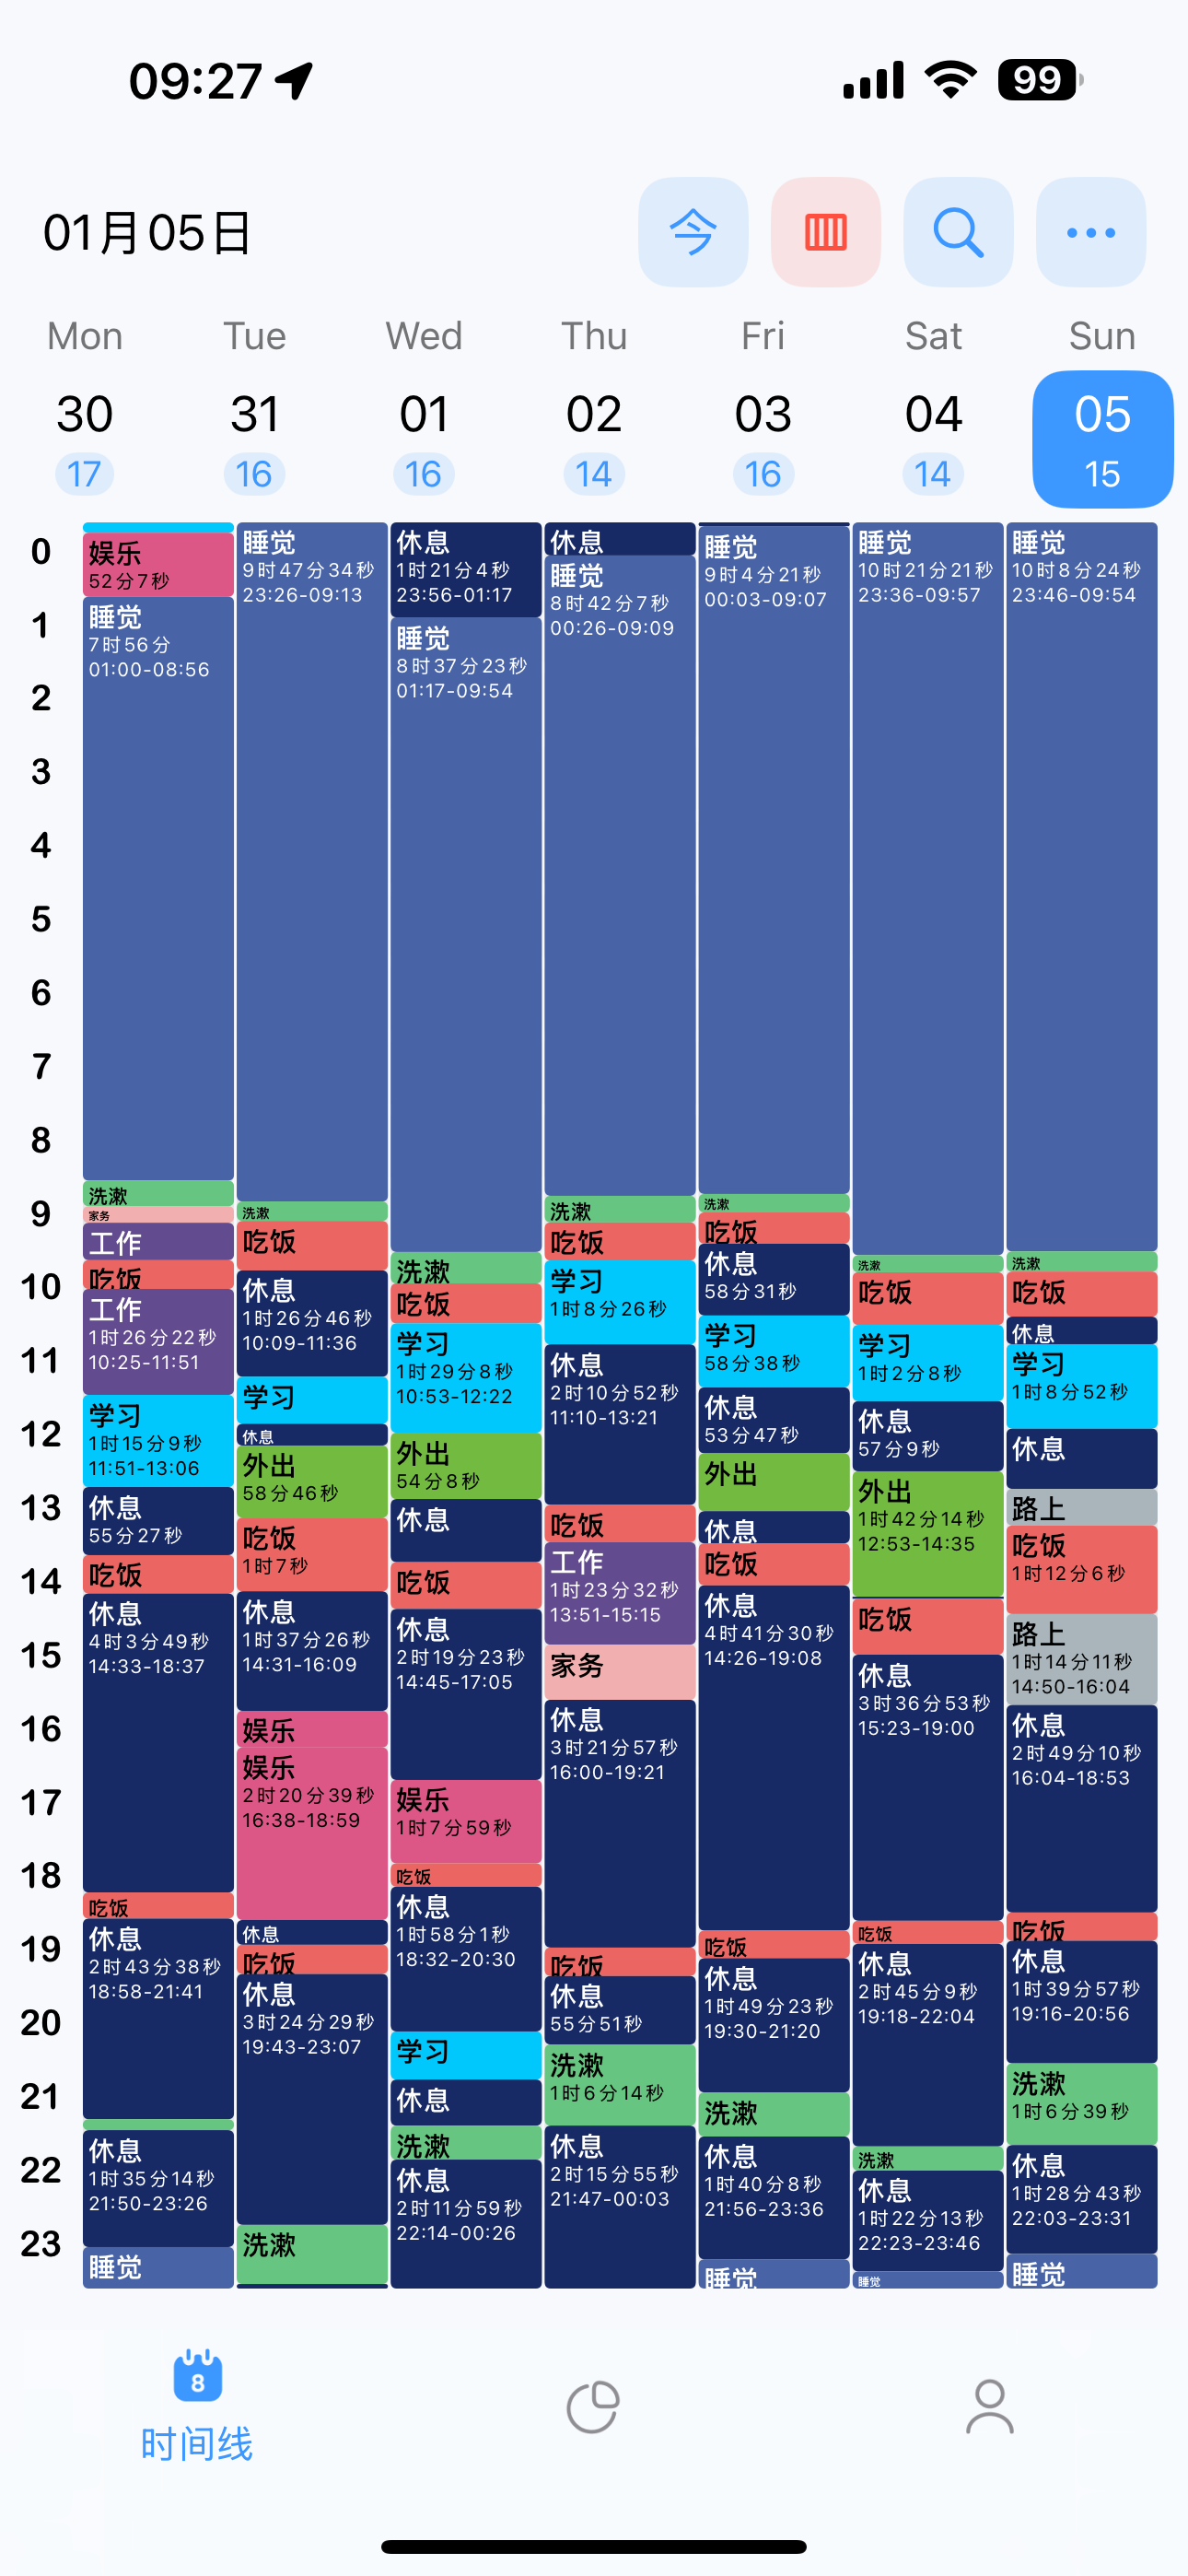 09:27
99
01月05日
今
Mon Tue Wed Thu Fri Sat Sun
30 31 01 02 03 04 05
17 16 16 14 16 14 15
0
1
2
3
4
5
6
7
8
9
10
11
12
13
14
15
16
17
18
19
20
21
22
23
娱乐
52分7秒
睡觉
7时56分
01:00-08:56
洗漱
家务
工作
吃饭
工作
1时26分22秒
10:25-11:51
学习
1时15分9秒
11:51-13:06
休息
55分27秒
吃饭
休息
4时3分49秒
14:33-18:37
吃饭
休息
2时43分38秒
18:58-21:41
休息
1时35分14秒
21:50-23:26
睡觉
睡觉
9时47分34秒
23:26-09:13
洗漱
吃饭
休息
1时26分46秒
10:09-11:36
学习
休息
外出
58分46秒
吃饭
1时7秒
休息
1时37分26秒
14:31-16:09
娱乐
娱乐
2时20分39秒
16:38-18:59
休息
吃饭
休息
3时24分29秒
19:43-23:07
洗漱
休息
1时21分4秒
23:56-01:17
睡觉
8时37分23秒
01:17-09:54
洗漱
吃饭
学习
1时29分8秒
10:53-12:22
外出
54分8秒
休息
吃饭
休息
2时19分23秒
14:45-17:05
娱乐
1时7分59秒
吃饭
休息
1时58分1秒
18:32-20:30
学习
休息
洗漱
休息
2时11分59秒
22:14-00:26
休息
睡觉
8时42分7秒
00:26-09:09
洗漱
吃饭
学习
1时8分26秒
休息
2时10分52秒
11:10-13:21
吃饭
工作
1时23分32秒
13:51-15:15
家务
休息
3时21分57秒
16:00-19:21
吃饭
休息
55分51秒
洗漱
1时6分14秒
休息
2时15分55秒
21:47-00:03
睡觉
9时4分21秒
00:03-09:07
洗漱
吃饭
休息
58分31秒
学习
58分38秒
休息
53分47秒
外出
休息
吃饭
休息
4时41分30秒
14:26-19:08
吃饭
休息
1时49分23秒
19:30-21:20
洗漱
休息
1时40分8秒
21:56-23:36
睡觉
睡觉
10时21分21秒
23:36-09:57
洗漱
吃饭
学习
1时2分8秒
休息
57分9秒
外出
1时42分14秒
12:53-14:35
吃饭
休息
3时36分53秒
15:23-19:00
吃饭
休息
2时45分9秒
19:18-22:04
洗漱
休息
1时22分13秒
22:23-23:46
睡觉
睡觉
10时8分24秒
23:46-09:54
洗漱
吃饭
休息
学习
1时8分52秒
休息
路上
吃饭
1时12分6秒
路上
1时14分11秒
14:50-16:04
休息
2时49分10秒
16:04-18:53
吃饭
休息
1时39分57秒
19:16-20:56
洗漱
1时6分39秒
休息
1时28分43秒
22:03-23:31
睡觉
8
时间线